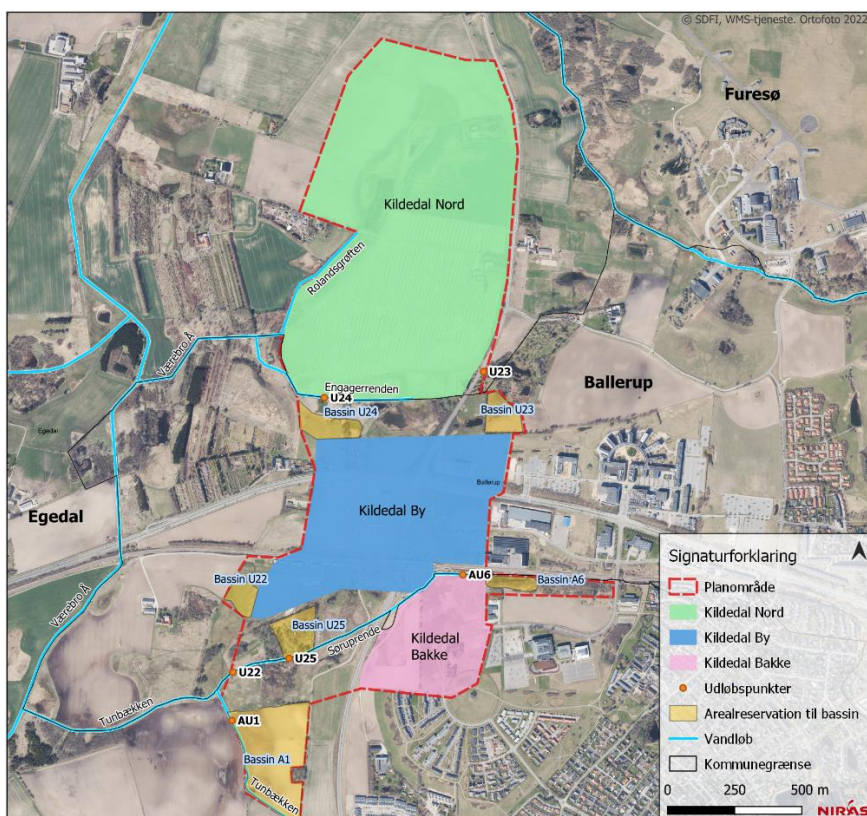 © SDFI, WMS-tjeneste. Ortofoto 2022
Furesø
Kildedal Nord
Rolandsgrøften
Værebro Å
Engagerrenden
U23
U24
Bassin U24
Bassin U23
Ballerup
Egedal
Ballerup
Kildedal By
Egedal
Bassin U22
AU6
Bassin A6
Bassin U25
Søruprende
Kildedal
Bakke
Værebro Å
U25
U22
Tunbækken
AU1
Bassin A1
Tunbækken
Signaturforklaring
Planområde
Kildedal Nord
Kildedal By
Kildedal Bakke
Udløbspunkter
Arealreservation til bassin
Vandløb
Kommunegrænse
0 250 500 m
NIRAS